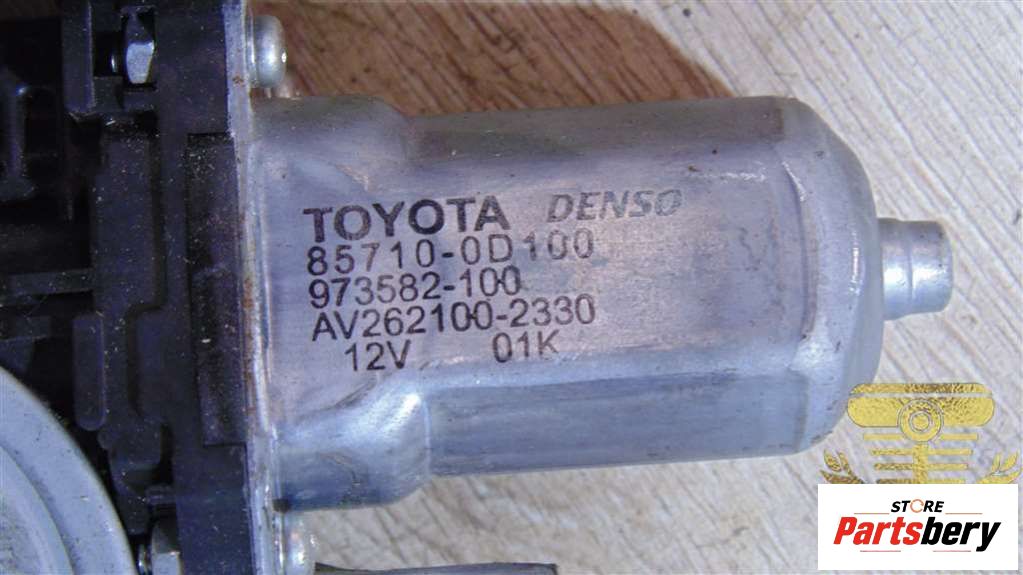 TOYOTA DENSO
85710-0D100
973582-100
AV262100-2330
12V 01K
STORE
Partsbery